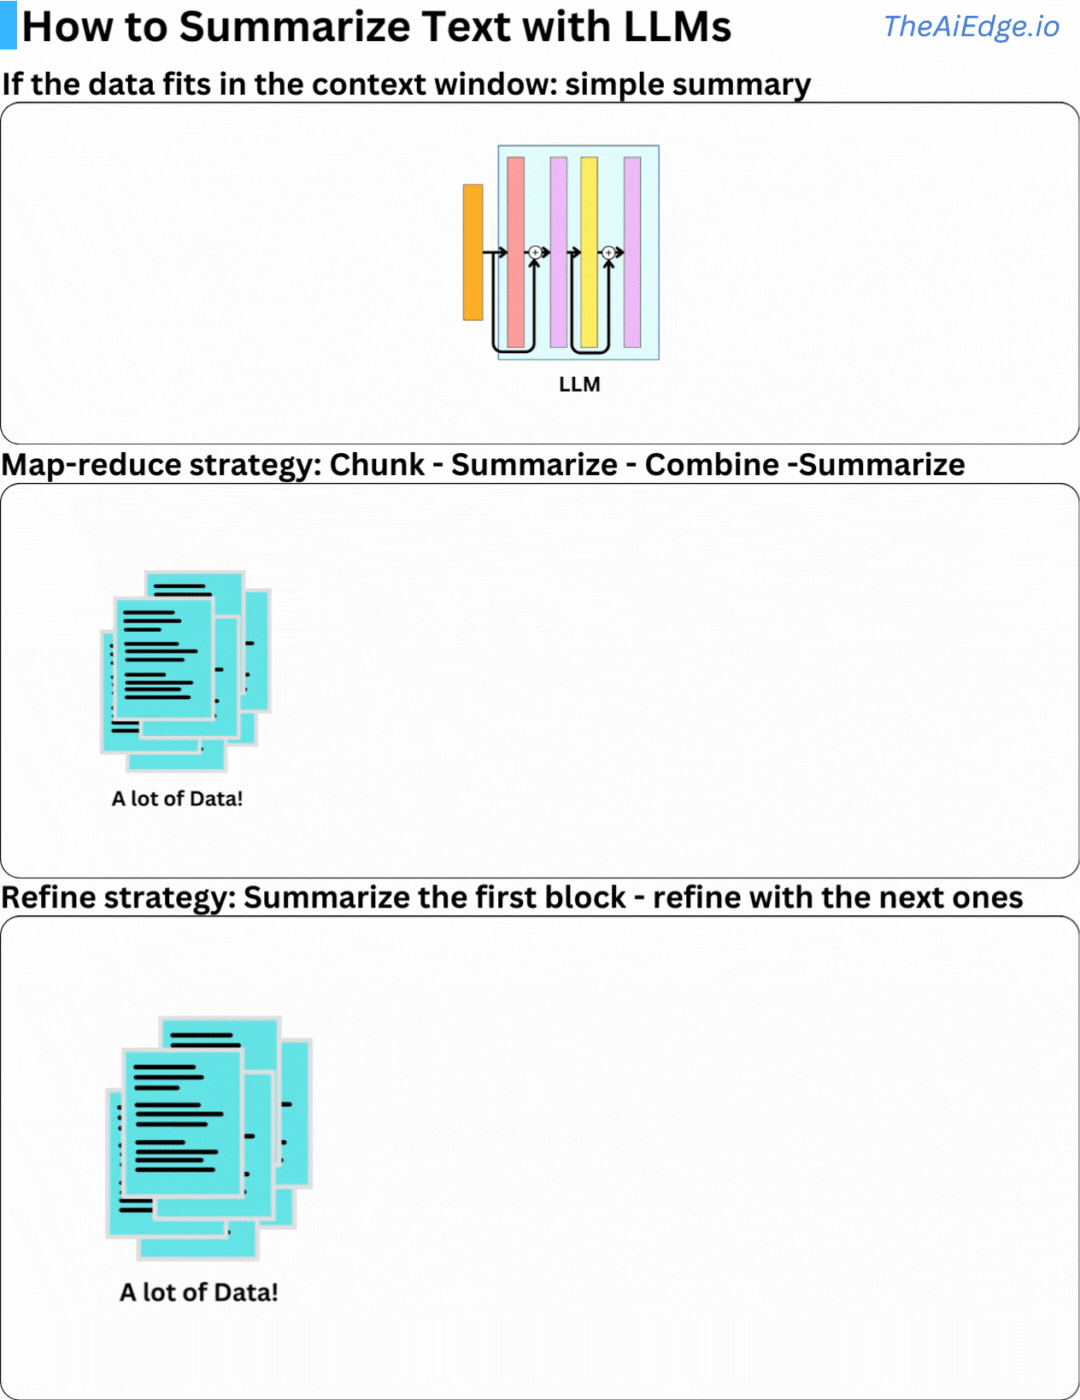 How to Summarize Text with LLMs
TheAiEdge.io
If the data fits in the context window: simple summary
LLM
Map-reduce strategy: Chunk - Summarize - Combine -Summarize
A lot of Data!
Refine strategy: Summarize the first block - refine with the next ones
A lot of Data!